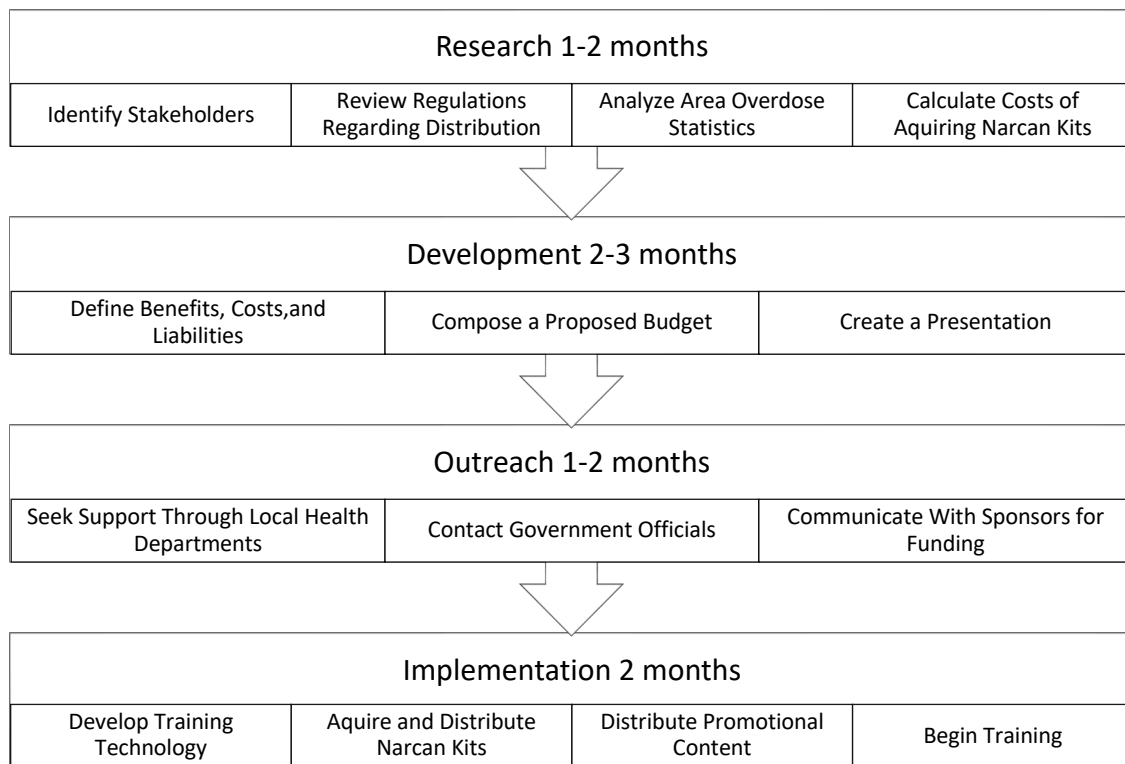 Research 1-2 months
Identify Stakeholders
Review Regulations
Regarding Distribution
Analyze Area Overdose
Statistics
Calculate Costs of
Aquiring Narcan Kits
Development 2-3 months
Define Benefits, Costs,and
Liabilities
Compose a Proposed Budget
Create a Presentation
Outreach 1-2 months
Seek Support Through Local Health
Departments
Contact Government Officials
Communicate With Sponsors for
Funding
Implementation 2 months
Develop Training
Technology
Aquire and Distribute
Narcan Kits
Distribute Promotional
Content
Begin Training